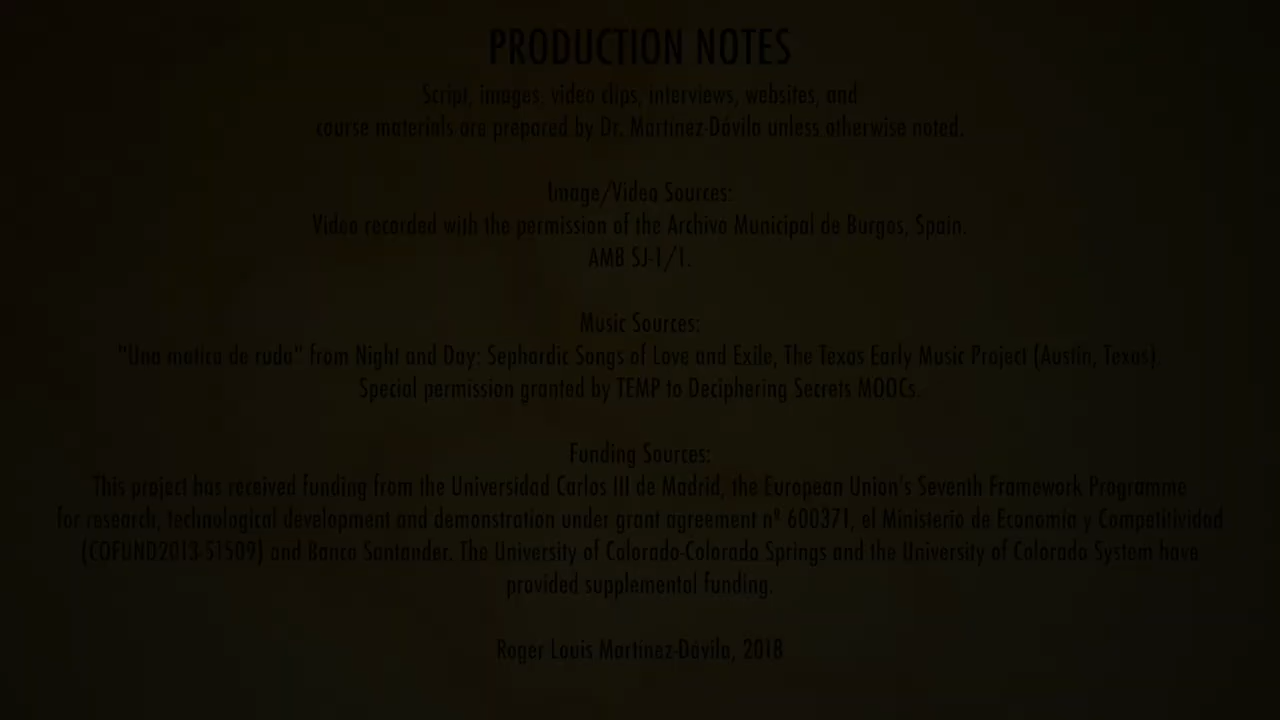 PRODUCTION NOTES
Script, images, video clips, interviews, websites, and
course materials are prepared by Dr. Martínez-Dávila unless otherwise noted.
Image/Video Sources:
Video recorded with the permission of the Archivo Municipal de Burgos, Spain.
AMB SJ-1/1.
Music Sources:
"Una matica de ruda" from Night and Day: Sephardic Songs of Love and Exile, The Texas Early Music Project (Austin, Texas).
Special permission granted by TEMP to Deciphering Secrets MOOCs.
Funding Sources:
This project has received funding from the Universidad Carlos III de Madrid, the European Union's Seventh Framework Programme
for research, technological development and demonstration under grant agreement nº 600371, el Ministerio de Economía y Competitividad
(COFUND2013-51509) and Banco Santander. The University of Colorado-Colorado Springs and the University of Colorado System have
provided supplemental funding.
Roger Louis Martínez-Dávila, 2018